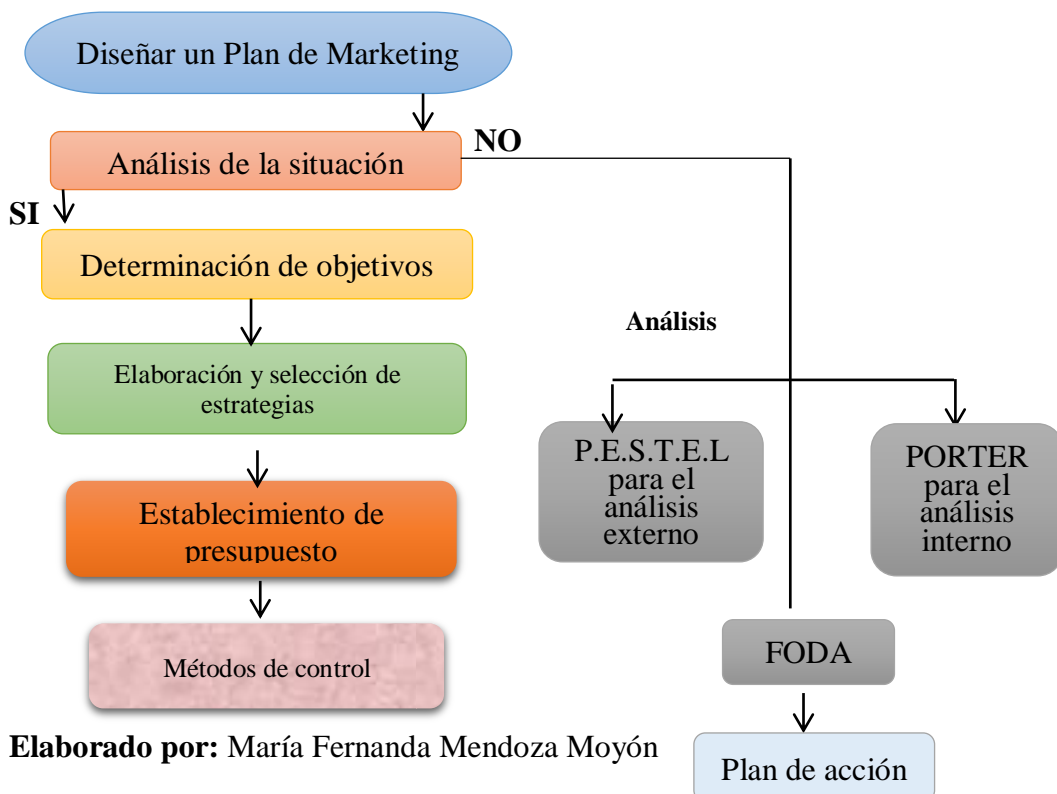 Diseñar un Plan de Marketing
NO
Análisis de la situación
SI
Determinación de objetivos
Análisis
Elaboración y selección de
estrategias
P.E.S.T.E.L
para el
análisis
externo
PORTER
para el
análisis
interno
Establecimiento de
presupuesto
Métodos de control
FODA
Elaborado por: María Fernanda Mendoza Moyón
Plan de acción